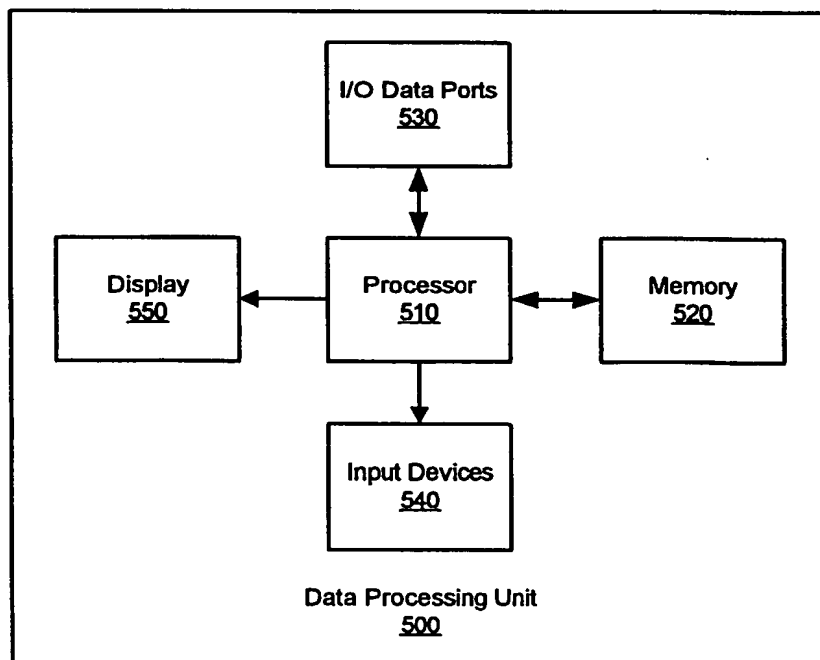 I/O Data Ports
530
Display
550
Processor
510
Memory
520
Input Devices
540
Data Processing Unit
500